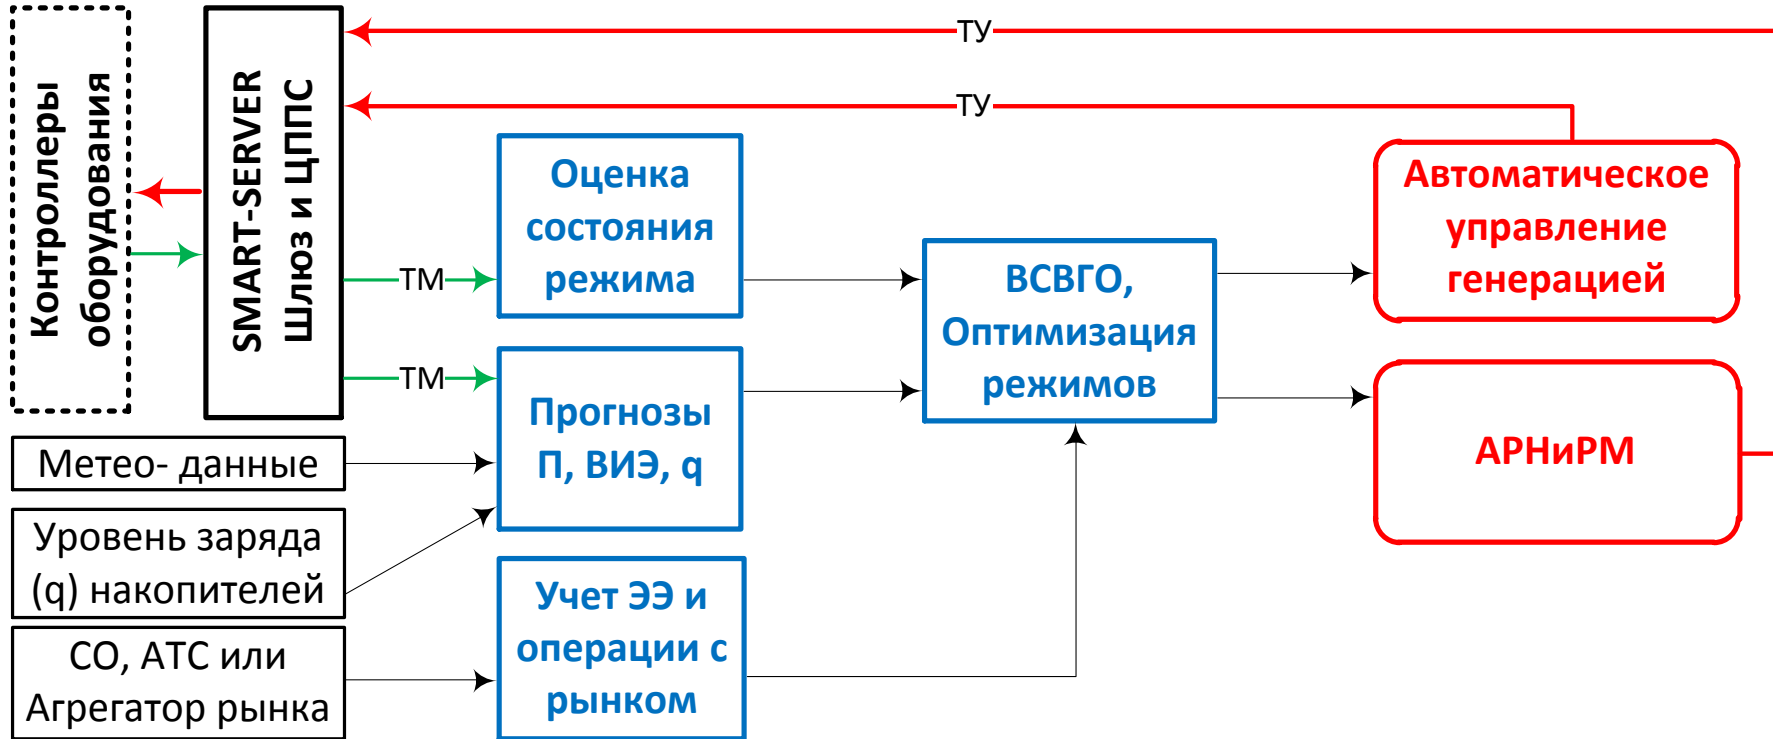 Контроллеры
оборудования
SMART-SERVER
Шлюз и ЦППС
ТУ
ТУ
ТМ
ТМ
Метео- данные
Уровень заряда
(q) накопителей
СО, АТС или
Агрегатор рынка
Оценка
состояния
режима
Прогнозы
П, ВИЭ, q
Учет ЭЭ и
операции с
рынком
ВСВГО,
Оптимизация
режимов
Автоматическое
управление
генерацией
АРНиРМ